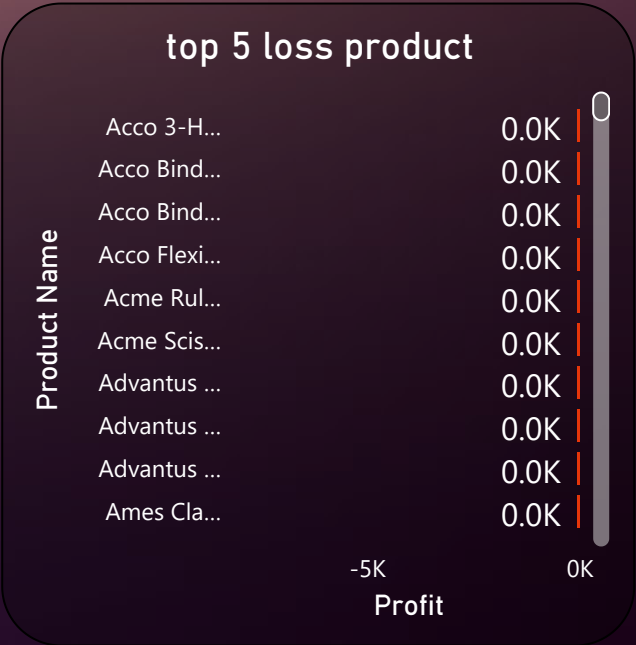 top 5 loss product
Product Name
Acco 3-H... 0.0K
Acco Bind... 0.0K
Acco Bind... 0.0K
Acco Flexi... 0.0K
Acme Rul... 0.0K
Acme Scis... 0.0K
Advantus ... 0.0K
Advantus ... 0.0K
Advantus ... 0.0K
Ames Cla... 0.0K
-5K 0K
Profit